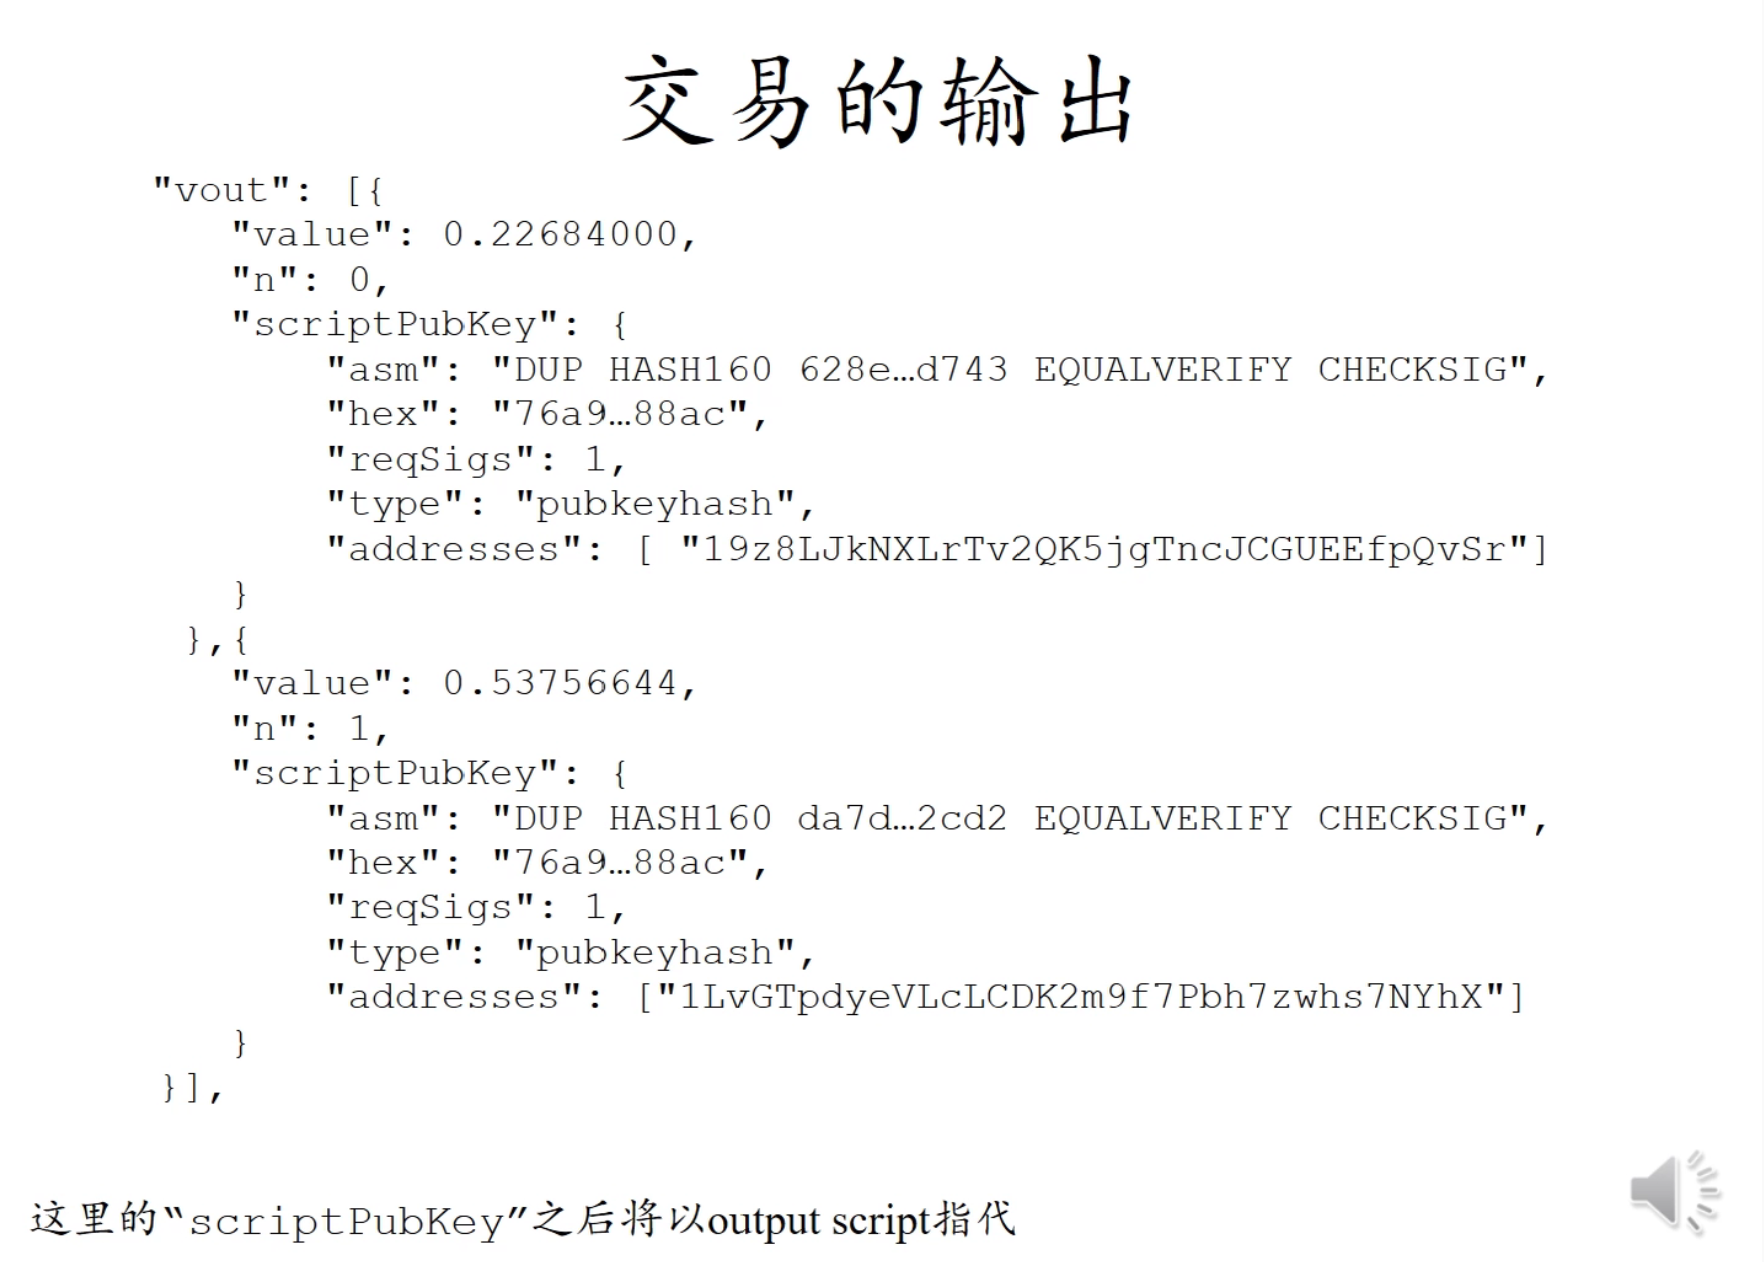 交易的输出
"vout": [{
"value": 0.22684000,
"n": 0,
"scriptPubKey": {
"asm": "DUP HASH160 628e…d743 EQUALVERIFY CHECKSIG",
"hex": "76a9…88ac",
"reqSigs": 1,
"type": "pubkeyhash",
"addresses": [ "19z8LJkNXLrTv2QK5jgTncJCGUEEfpQvSr"]
}
},{
"value": 0.53756644,
"n": 1,
"scriptPubKey": {
"asm": "DUP HASH160 da7d…2cd2 EQUALVERIFY CHECKSIG",
"hex": "76a9…88ac",
"reqSigs": 1,
"type": "pubkeyhash",
"addresses": ["1LvGTpdyeVLcLCDK2m9f7Pbh7zwhs7NYhX"]
}
}],
这里的“scriptPubKey”之后将以output script指代